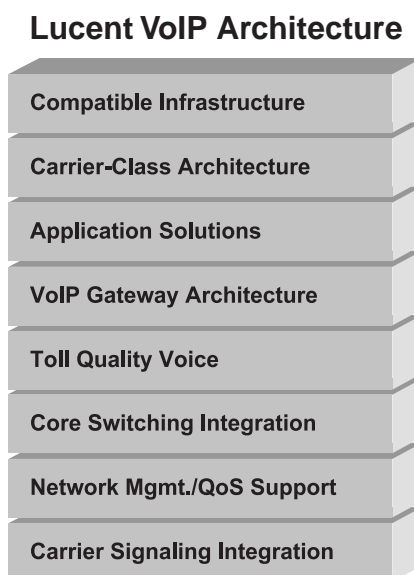 Lucent VoIP Architecture
Compatible Infrastructure
Carrier-Class Architecture
Application Solutions
VoIP Gateway Architecture
Toll Quality Voice
Core Switching Integration
Network Mgmt./QoS Support
Carrier Signaling Integration